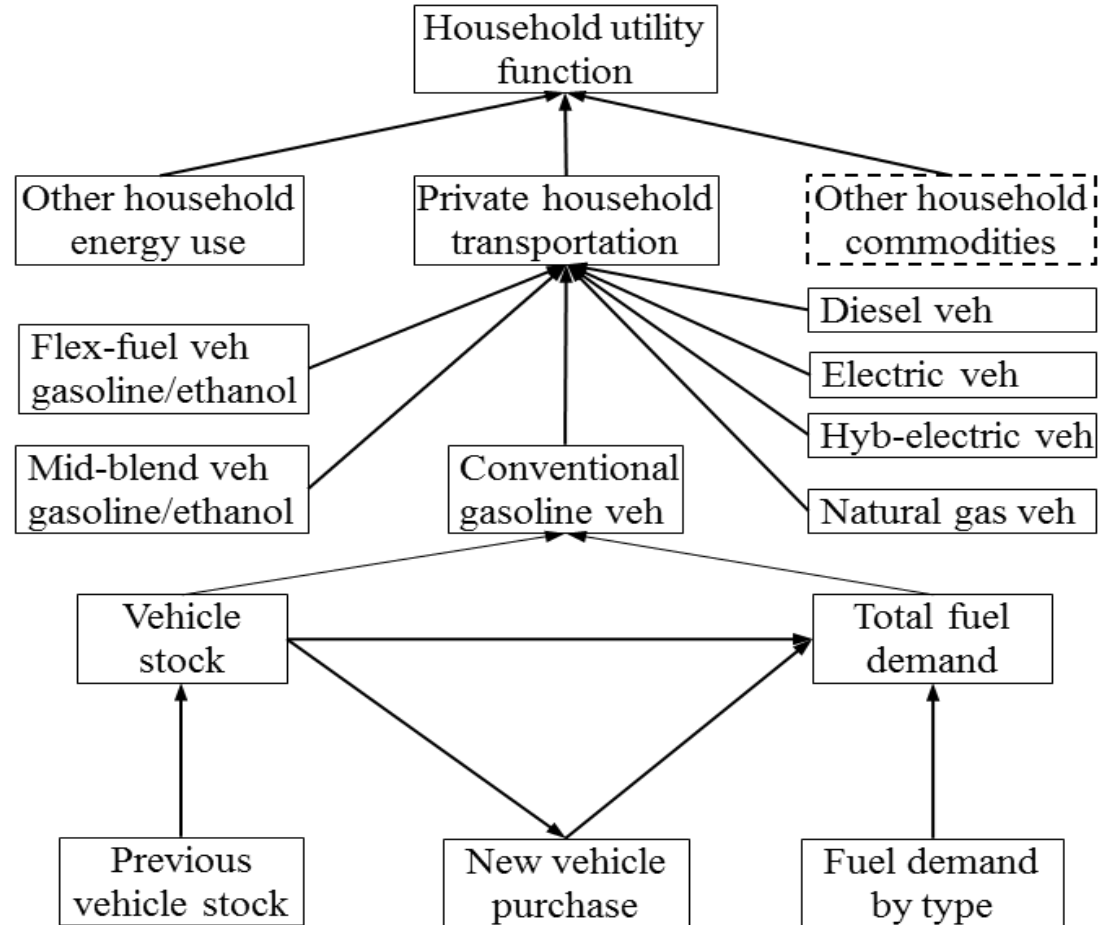 Household utility
function
Other household
energy use
Private household
transportation
Other household
commodities
Diesel veh
Flex-fuel veh
gasoline/ethanol
Electric veh
Hyb-electric veh
Mid-blend veh
gasoline/ethanol
Conventional
gasoline veh
Natural gas veh
Vehicle
stock
Total fuel
demand
Previous
vehicle stock
New vehicle
purchase
Fuel demand
by type